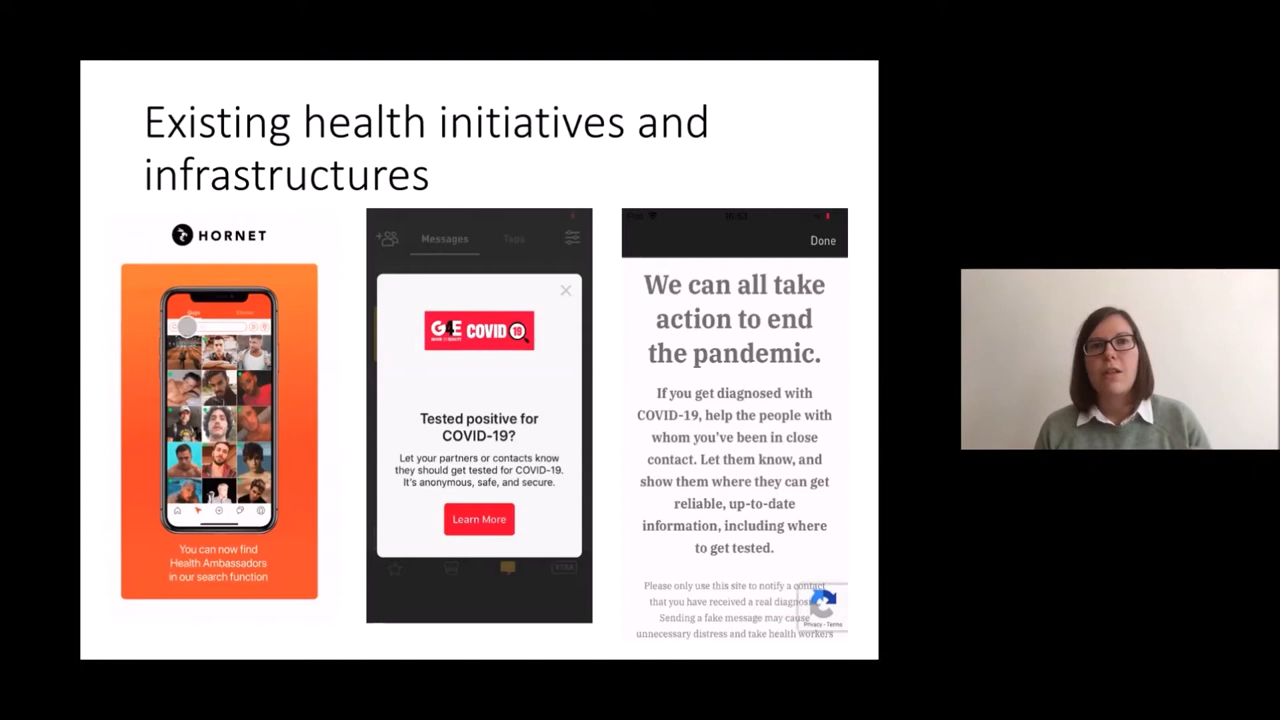 Existing health initiatives and
infrastructures
HORNET
You can now find
Health Ambassadors
in our search function
Messages
Taps
G4E COVID 19
Tested positive for
COVID-19?
Let your partners or contacts know
they should get tested for COVID-19.
It's anonymous, safe, and secure.
Learn More
XTRA
Done
We can all take
action to end
the pandemic.
If you get diagnosed with
COVID-19, help the people with
whom you've been in close
contact. Let them know, and
show them where they can get
reliable, up-to-date
information, including where
to get tested.
Please only use this site to notify a contact
that you have received a real
Sending a fake message may cause
unnecessary distress and take health workers
Privacy - Terms